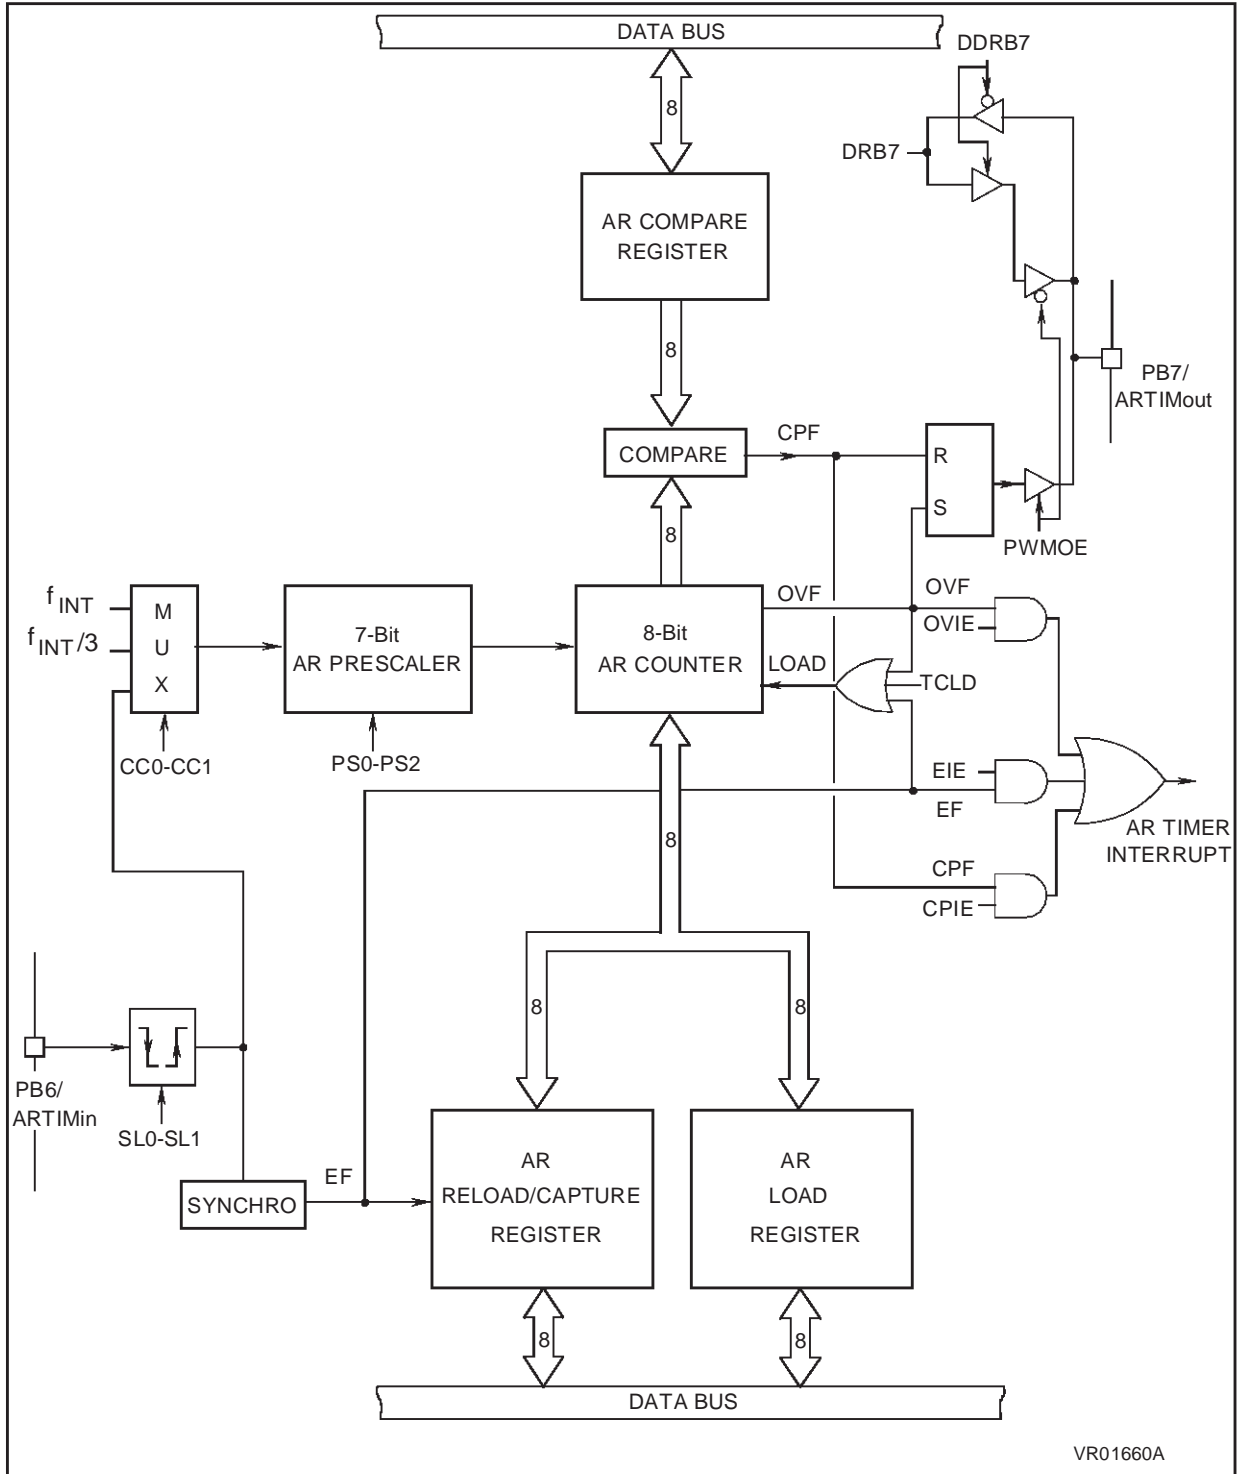 DATA BUS
DDRB7
8
DRB7
AR COMPARE
REGISTER
8
PB7/
ARTIMout
CPF
COMPARE
R
S
8
PWMOE
fINT
fINT/3
M
U
X
7-Bit
AR PRESCALER
8-Bit
AR COUNTER
OVF
OVF
OVIE
LOAD
TCLD
CC0-CC1
PS0-PS2
EIE
EF
AR TIMER
INTERRUPT
8
CPF
CPIE
8
8
PB6/
ARTIMin
SL0-SL1
SYNCHRO
EF
AR
RELOAD/CAPTURE
REGISTER
AR
LOAD
REGISTER
8
8
DATA BUS
VR01660A